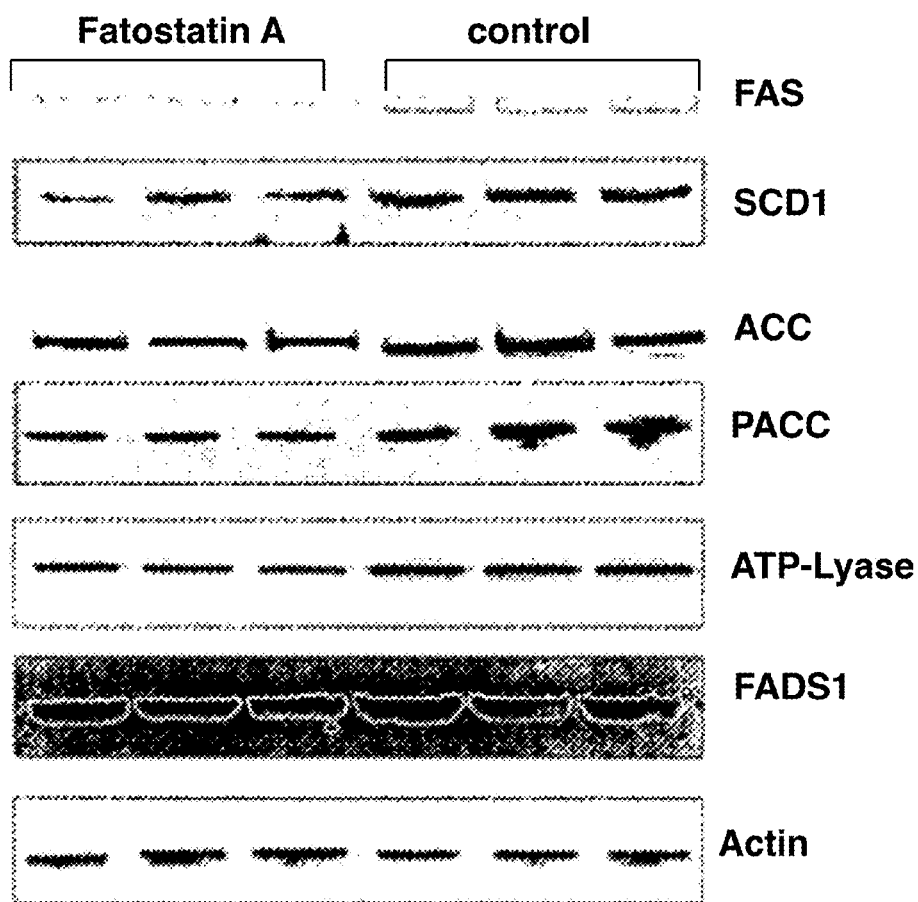 Fatostatin A control
FAS
SCD1
ACC
PACC
ATP-Lyase
FADS1
Actin